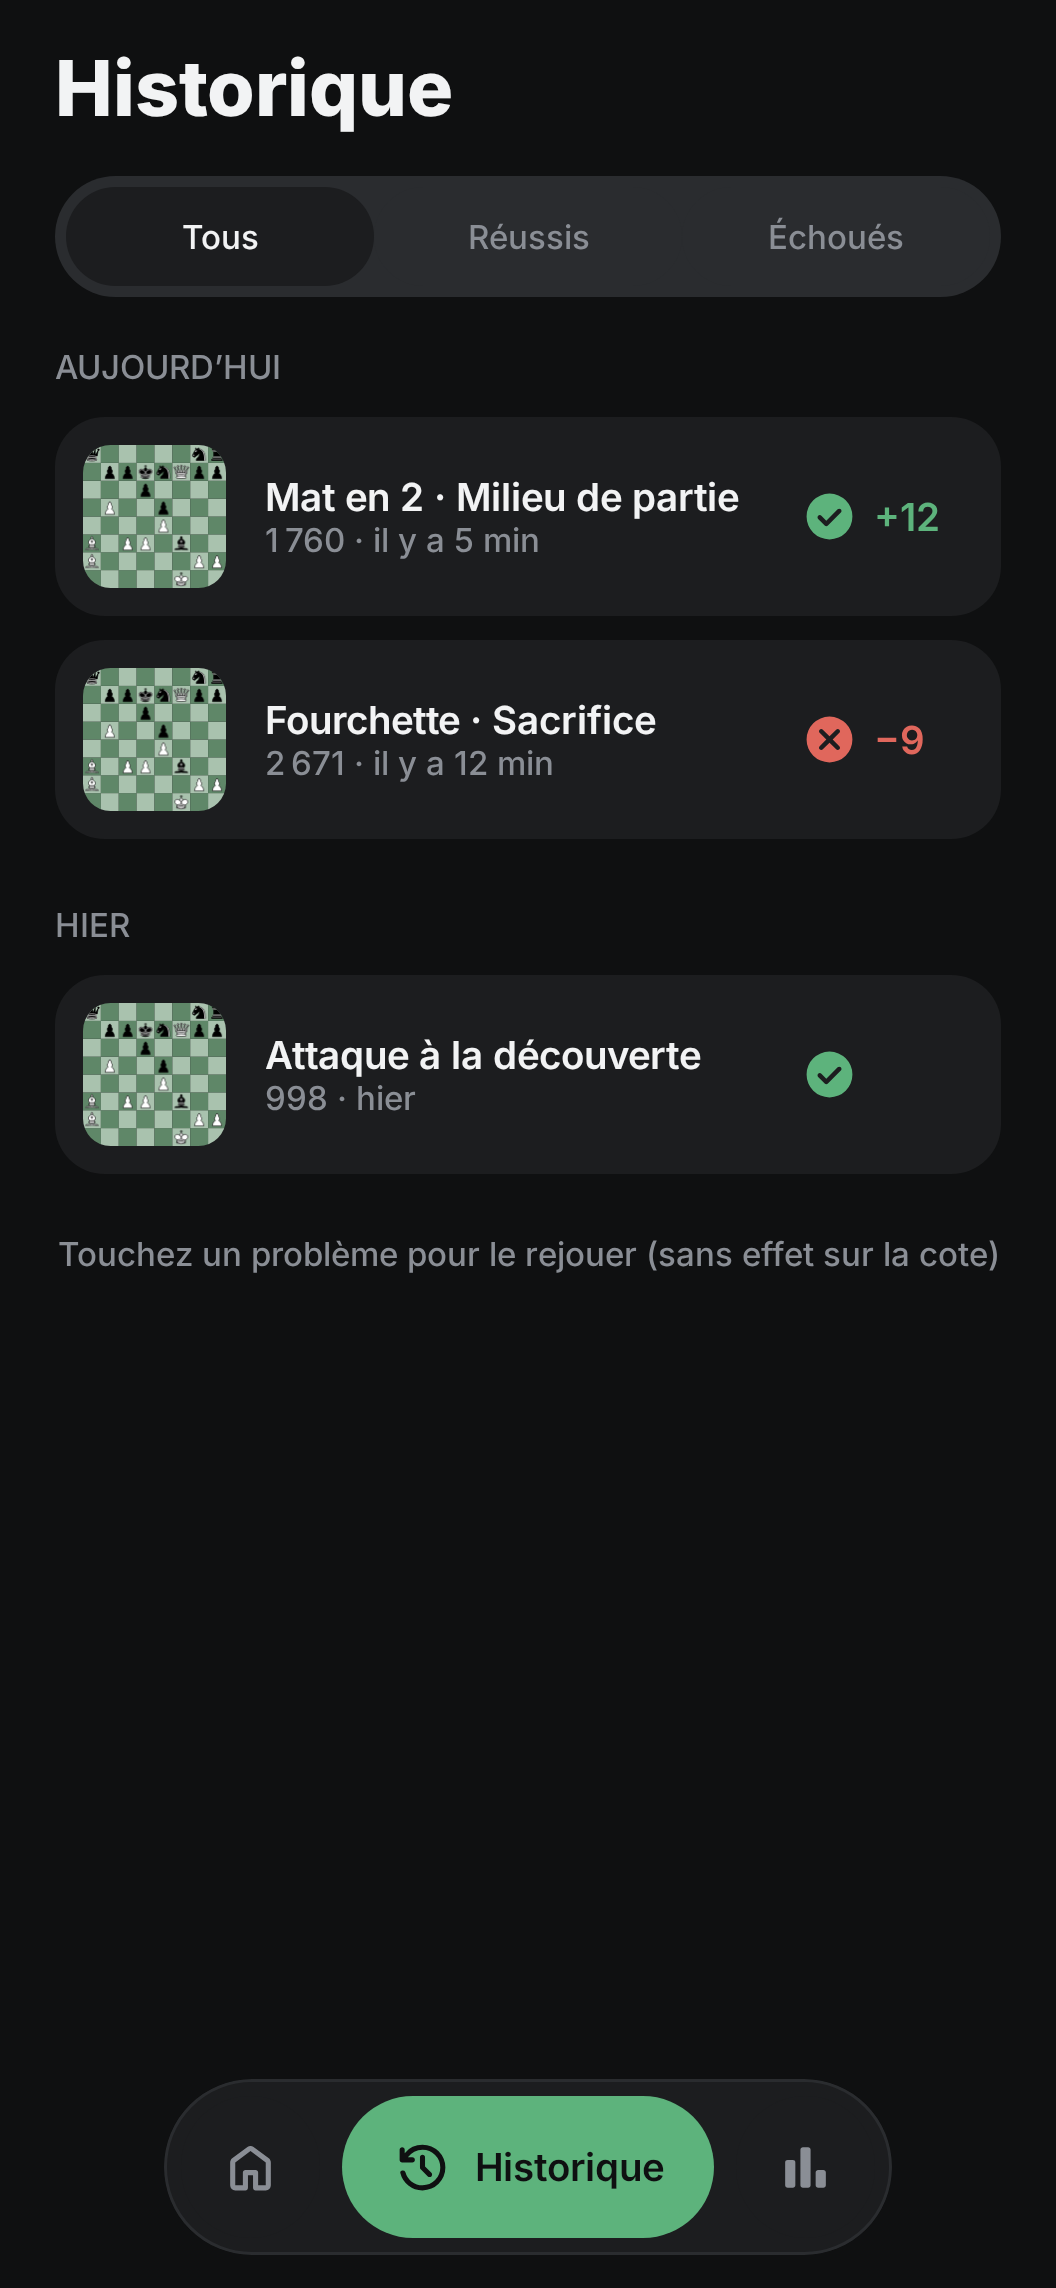 Historique
Tous
Réussis
Échoués
AUJOURD’HUI
Mat en 2 · Milieu de partie
1 760 · il y a 5 min
+12
Fourchette · Sacrifice
2 671 · il y a 12 min
−9
HIER
Attaque à la découverte
998 · hier
Touchez un problème pour le rejouer (sans effet sur la cote)
Historique